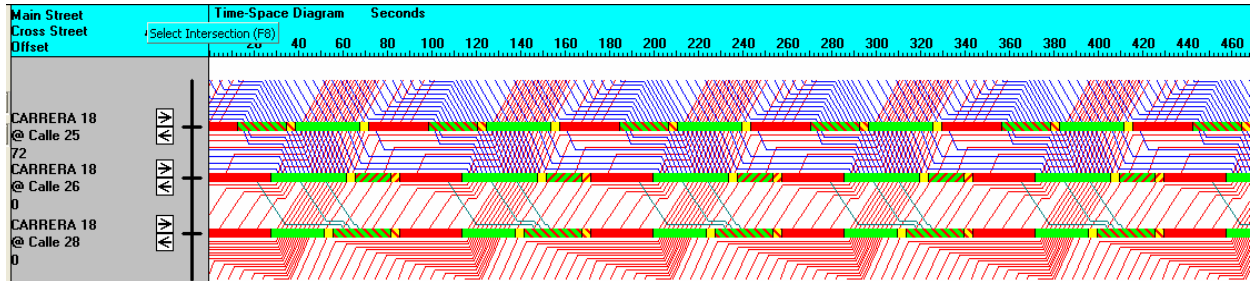 Main Street Time-Space Diagram Seconds
Cross Street Select Intersection (F8)
Offset 20 40 60 80 100 120 140 160 180 200 220 240 260 280 300 320 340 360 380 400 420 440 460
CARRERA 18
@ Calle 25
72
CARRERA 18
@ Calle 26
0
CARRERA 18
@ Calle 28
0